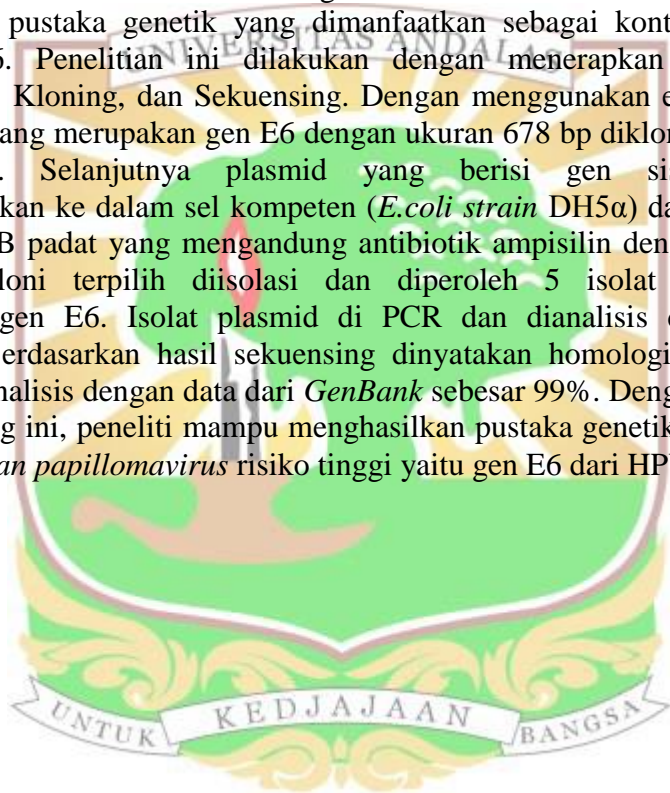 pustaka genetik yang dimanfaatkan sebagai kont
UNIVERSITAS ANDALAS
6. Penelitian ini dilakukan dengan menerapkan
Kloning, dan Sekuensing. Dengan menggunakan e
ang merupakan gen E6 dengan ukuran 678 bp diklon
Selanjutnya plasmid yang berisi gen sis
kan ke dalam sel kompeten (E.coli strain DH5α) da
B padat yang mengandung antibiotik ampisilin den
loni terpilih diisolasi dan diperoleh 5 isolat
gen E6. Isolat plasmid di PCR dan dianalisis
erdasarkan hasil sekuensing dinyatakan homologi
nalisis dengan data dari GenBank sebesar 99%. Deng
g ini, peneliti mampu menghasilkan pustaka genetik
an papillomavirus risiko tinggi yaitu gen E6 dari HP
UNTUK KEDJAJAAN BANGSA